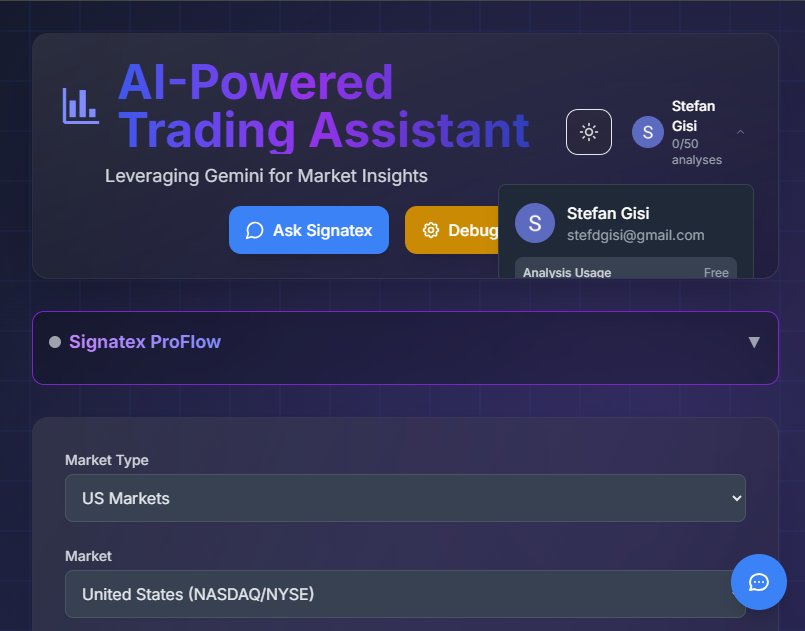 AI-Powered
Trading Assistant
Leveraging Gemini for Market Insights
Stefan
Gisi
S
0/50
analyses
Ask Signatex
Debug
S
Stefan Gisi
stefdgisi@gmail.com
Analysis Usage
Free
Signatex ProFlow
Market Type
US Markets
Market
United States (NASDAQ/NYSE)